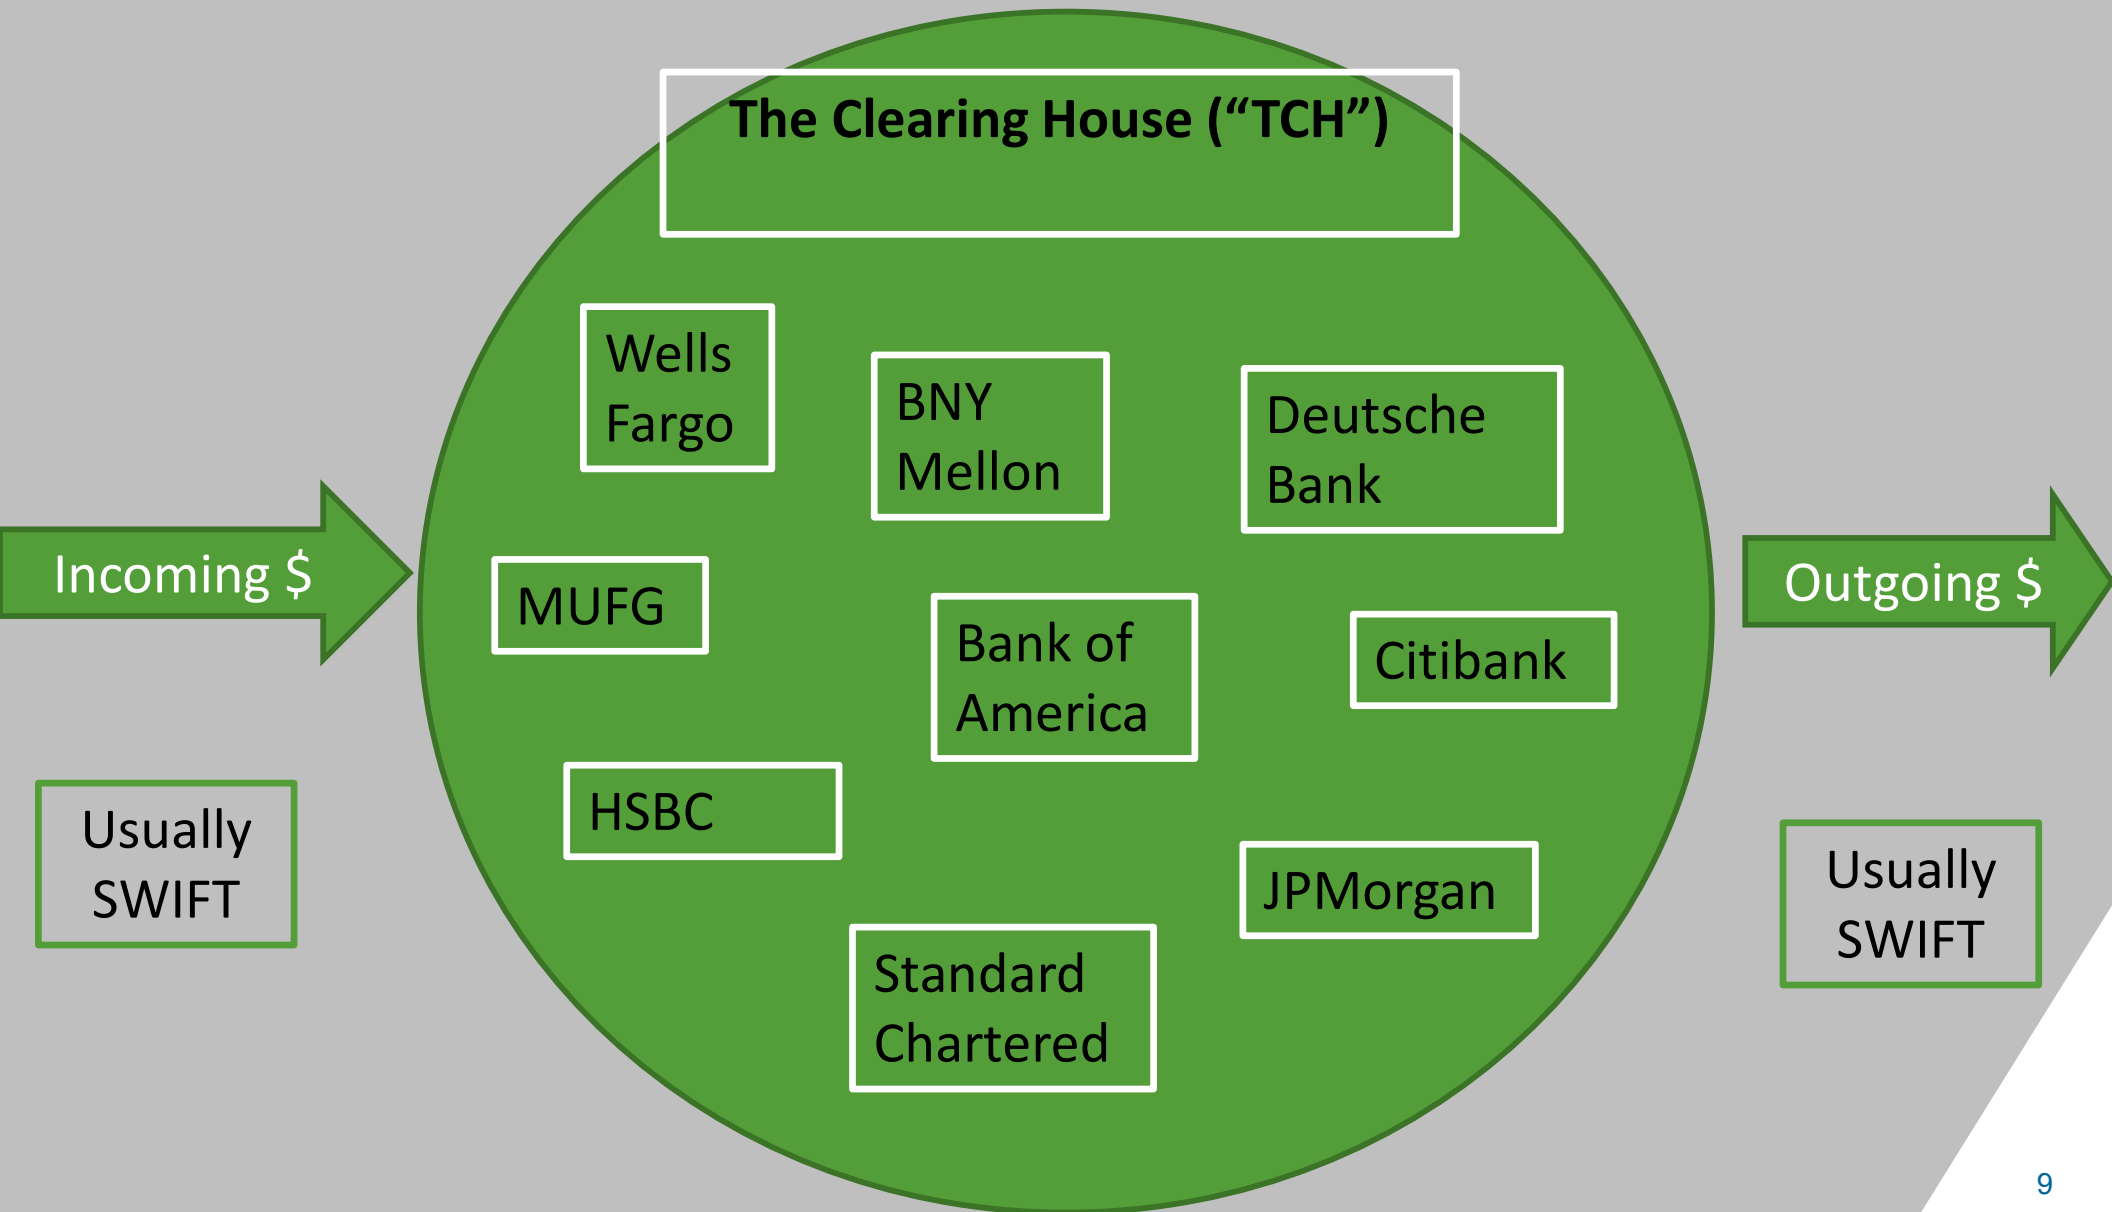 The Clearing House (“TCH”)
Wells
Fargo
BNY
Mellon
Deutsche
Bank
Incoming $
MUFG
Bank of
America
Citibank
Outgoing $
Usually
SWIFT
HSBC
JPMorgan
Usually
SWIFT
Standard
Chartered
9